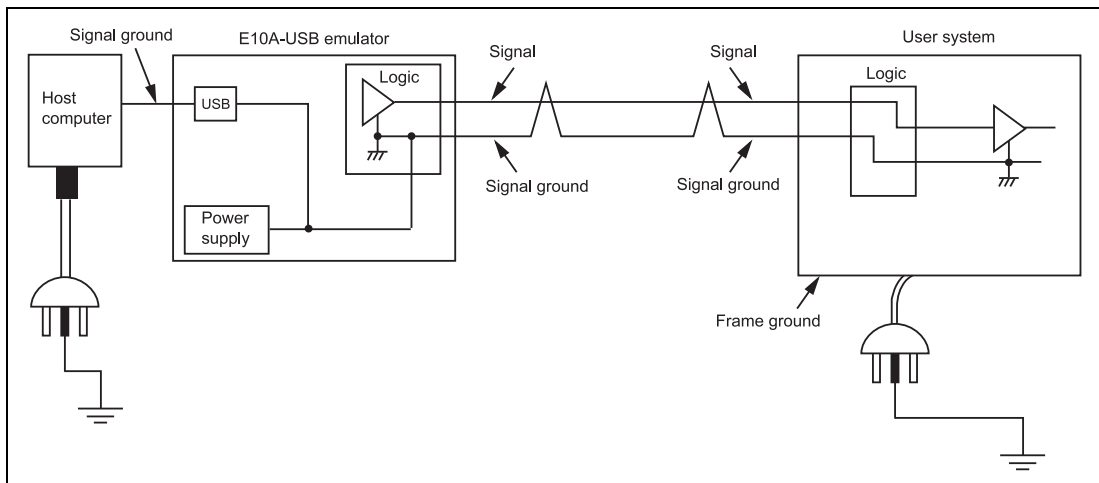 Signal ground
E10A-USB emulator
User system
Host
computer
USB
Logic
Signal
Signal
Logic
Signal ground
Signal ground
Power
supply
Frame ground